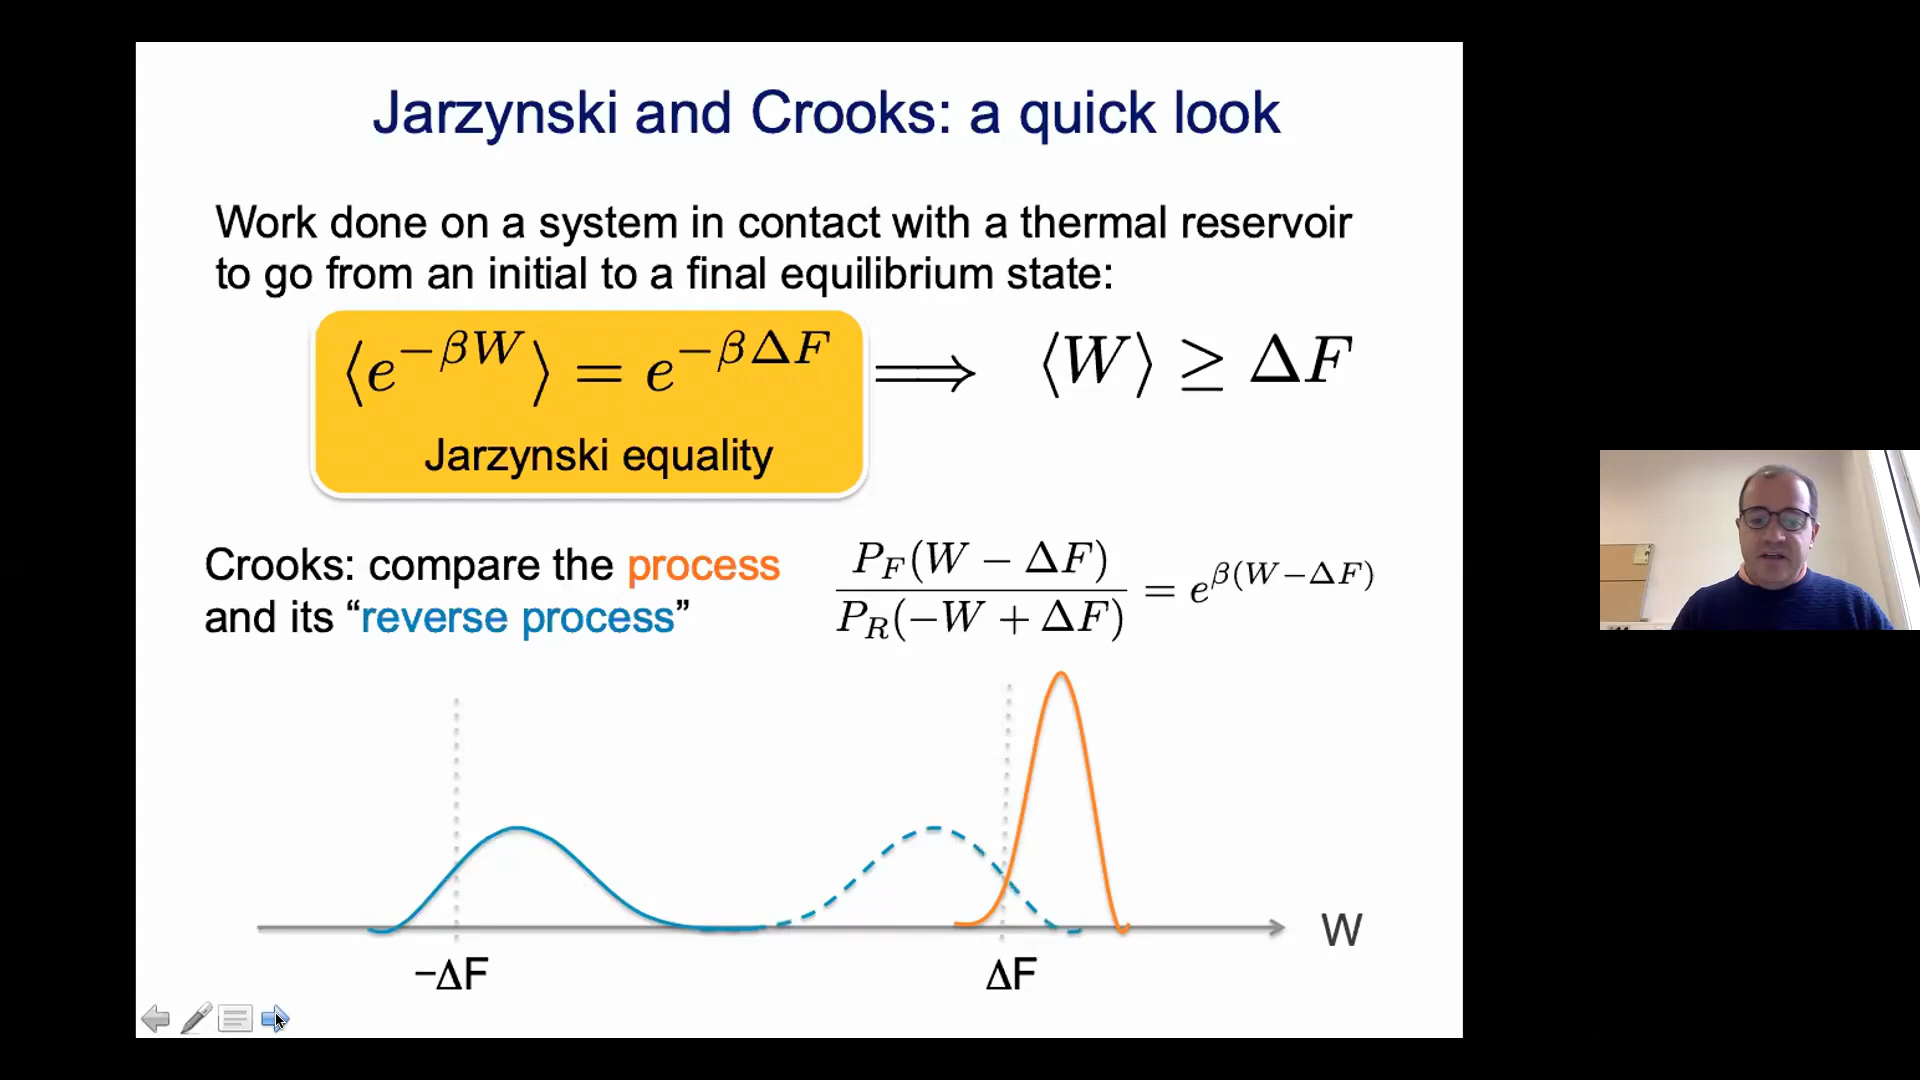 Jarzynski and Crooks: a quick look
Work done on a system in contact with a thermal reservoir
to go from an initial to a final equilibrium state:
⟨e^{−βW}⟩ = e^{−βΔF} ⟹ ⟨W⟩ ≥ ΔF
Jarzynski equality
Crooks: compare the process
and its “reverse process”
P_F(W − ΔF) / P_R(−W + ΔF) = e^{β(W−ΔF)}
W
−ΔF
ΔF